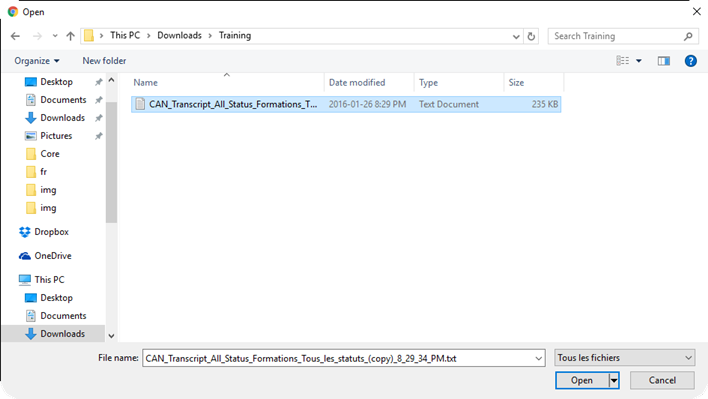 Open
This PC > Downloads > Training
Search Training
Organize
New folder
Name
Date modified
Type
Size
CAN_Transcript_All_Status_Formations_T...
2016-01-26 8:29 PM
Text Document
235 KB
Desktop
Documents
Downloads
Pictures
Core
fr
img
img
Dropbox
OneDrive
This PC
Desktop
Documents
Downloads
File name:
CAN_Transcript_All_Status_Formations_Tous_les_statuts_(copy)_8_29_34_PM.txt
Tous les fichiers
Open
Cancel